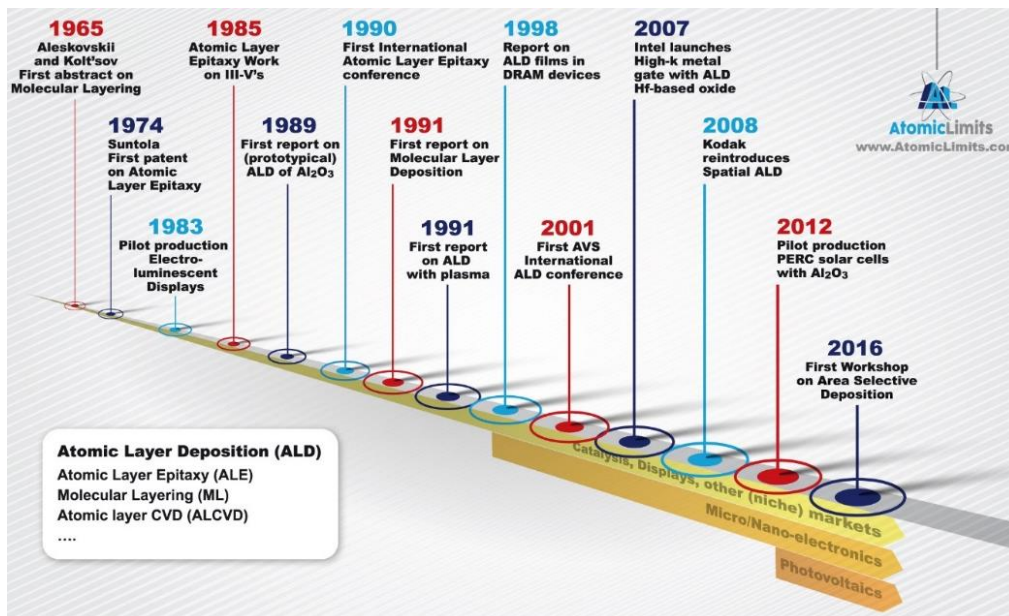 1965
Aleskovskii
and Kolt'sov
First abstract on
Molecular Layering
1974
Suntola
First patent
on Atomic
Layer Epitaxy
1983
Pilot production
Electro-
luminescent
Displays
1985
Atomic Layer
Epitaxy Work
on III-V's
1989
First report on
(prototypical)
ALD of Al₂O₃
1990
First International
Atomic Layer Epitaxy
conference
1991
First report on
Molecular Layer
Deposition
1991
First report
on ALD
with plasma
1998
Report on
ALD films in
DRAM devices
2001
First AVS
International
ALD conference
2007
Intel launches
High-k metal
gate with ALD
Hf-based oxide
2008
Kodak
reintroduces
Spatial ALD
2012
Pilot production
PERC solar cells
with Al₂O₃
2016
First Workshop
on Area Selective
Deposition
AtomicLimits
www.AtomicLimits.com
Catalysis, Displays, other (niche) markets
Micro/Nano-electronics
Photovoltaics
Atomic Layer Deposition (ALD)
Atomic Layer Epitaxy (ALE)
Molecular Layering (ML)
Atomic layer CVD (ALCVD)
....